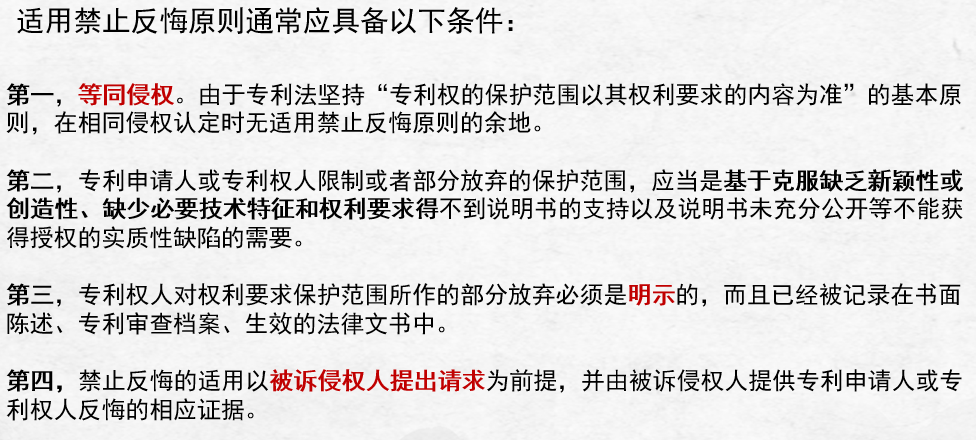 适用禁止反悔原则通常应具备以下条件：
第一，等同侵权。由于专利法坚持“专利权的保护范围以其权利要求的内容为准”的基本原
则，在相同侵权认定时无适用禁止反悔原则的余地。
第二，专利申请人或专利权人限制或者部分放弃的保护范围，应当是基于克服缺乏新颖性或
创造性、缺少必要技术特征和权利要求得不到说明书的支持以及说明书未充分公开等不能获
得授权的实质性缺陷的需要。
第三，专利权人对权利要求保护范围所作的部分放弃必须是明示的，而且已经被记录在书面
陈述、专利审查档案、生效的法律文书中。
第四，禁止反悔的适用以被诉侵权人提出请求为前提，并由被诉侵权人提供专利申请人或专
利权人反悔的相应证据。